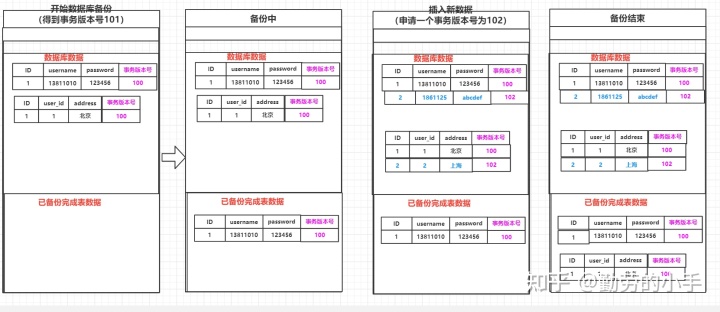 开始数据库备份
(得到事务版本号101)
数据库数据
ID username password 事务版本号
1 13811010 123456 100
ID user_id address 事务版本号
1 1 北京 100
已备份完成表数据
备份中
数据库数据
ID username password 事务版本号
1 13811010 123456 100
ID user_id address 事务版本号
1 1 北京 100
已备份完成表数据
ID username password 事务版本号
1 13811010 123456 100
插入新数据
(申请一个事务版本号为102)
数据库数据
ID username password 事务版本号
1 13811010 123456 100
2 1861125 abcdef 102
ID user_id address 事务版本号
1 1 北京 100
2 2 上海 102
已备份完成表数据
ID username password 事务版本号
1 13811010 123456 100
备份结束
数据库数据
ID username password 事务版本号
1 13811010 123456 100
2 1861125 abcdef 102
ID user_id address 事务版本号
1 1 北京 100
2 2 上海 102
已备份完成表数据
ID username password 事务版本号
1 13811010 123456 100
ID user_id address 事务版本号
1 1 北京 100
知乎 @勤劳的小手